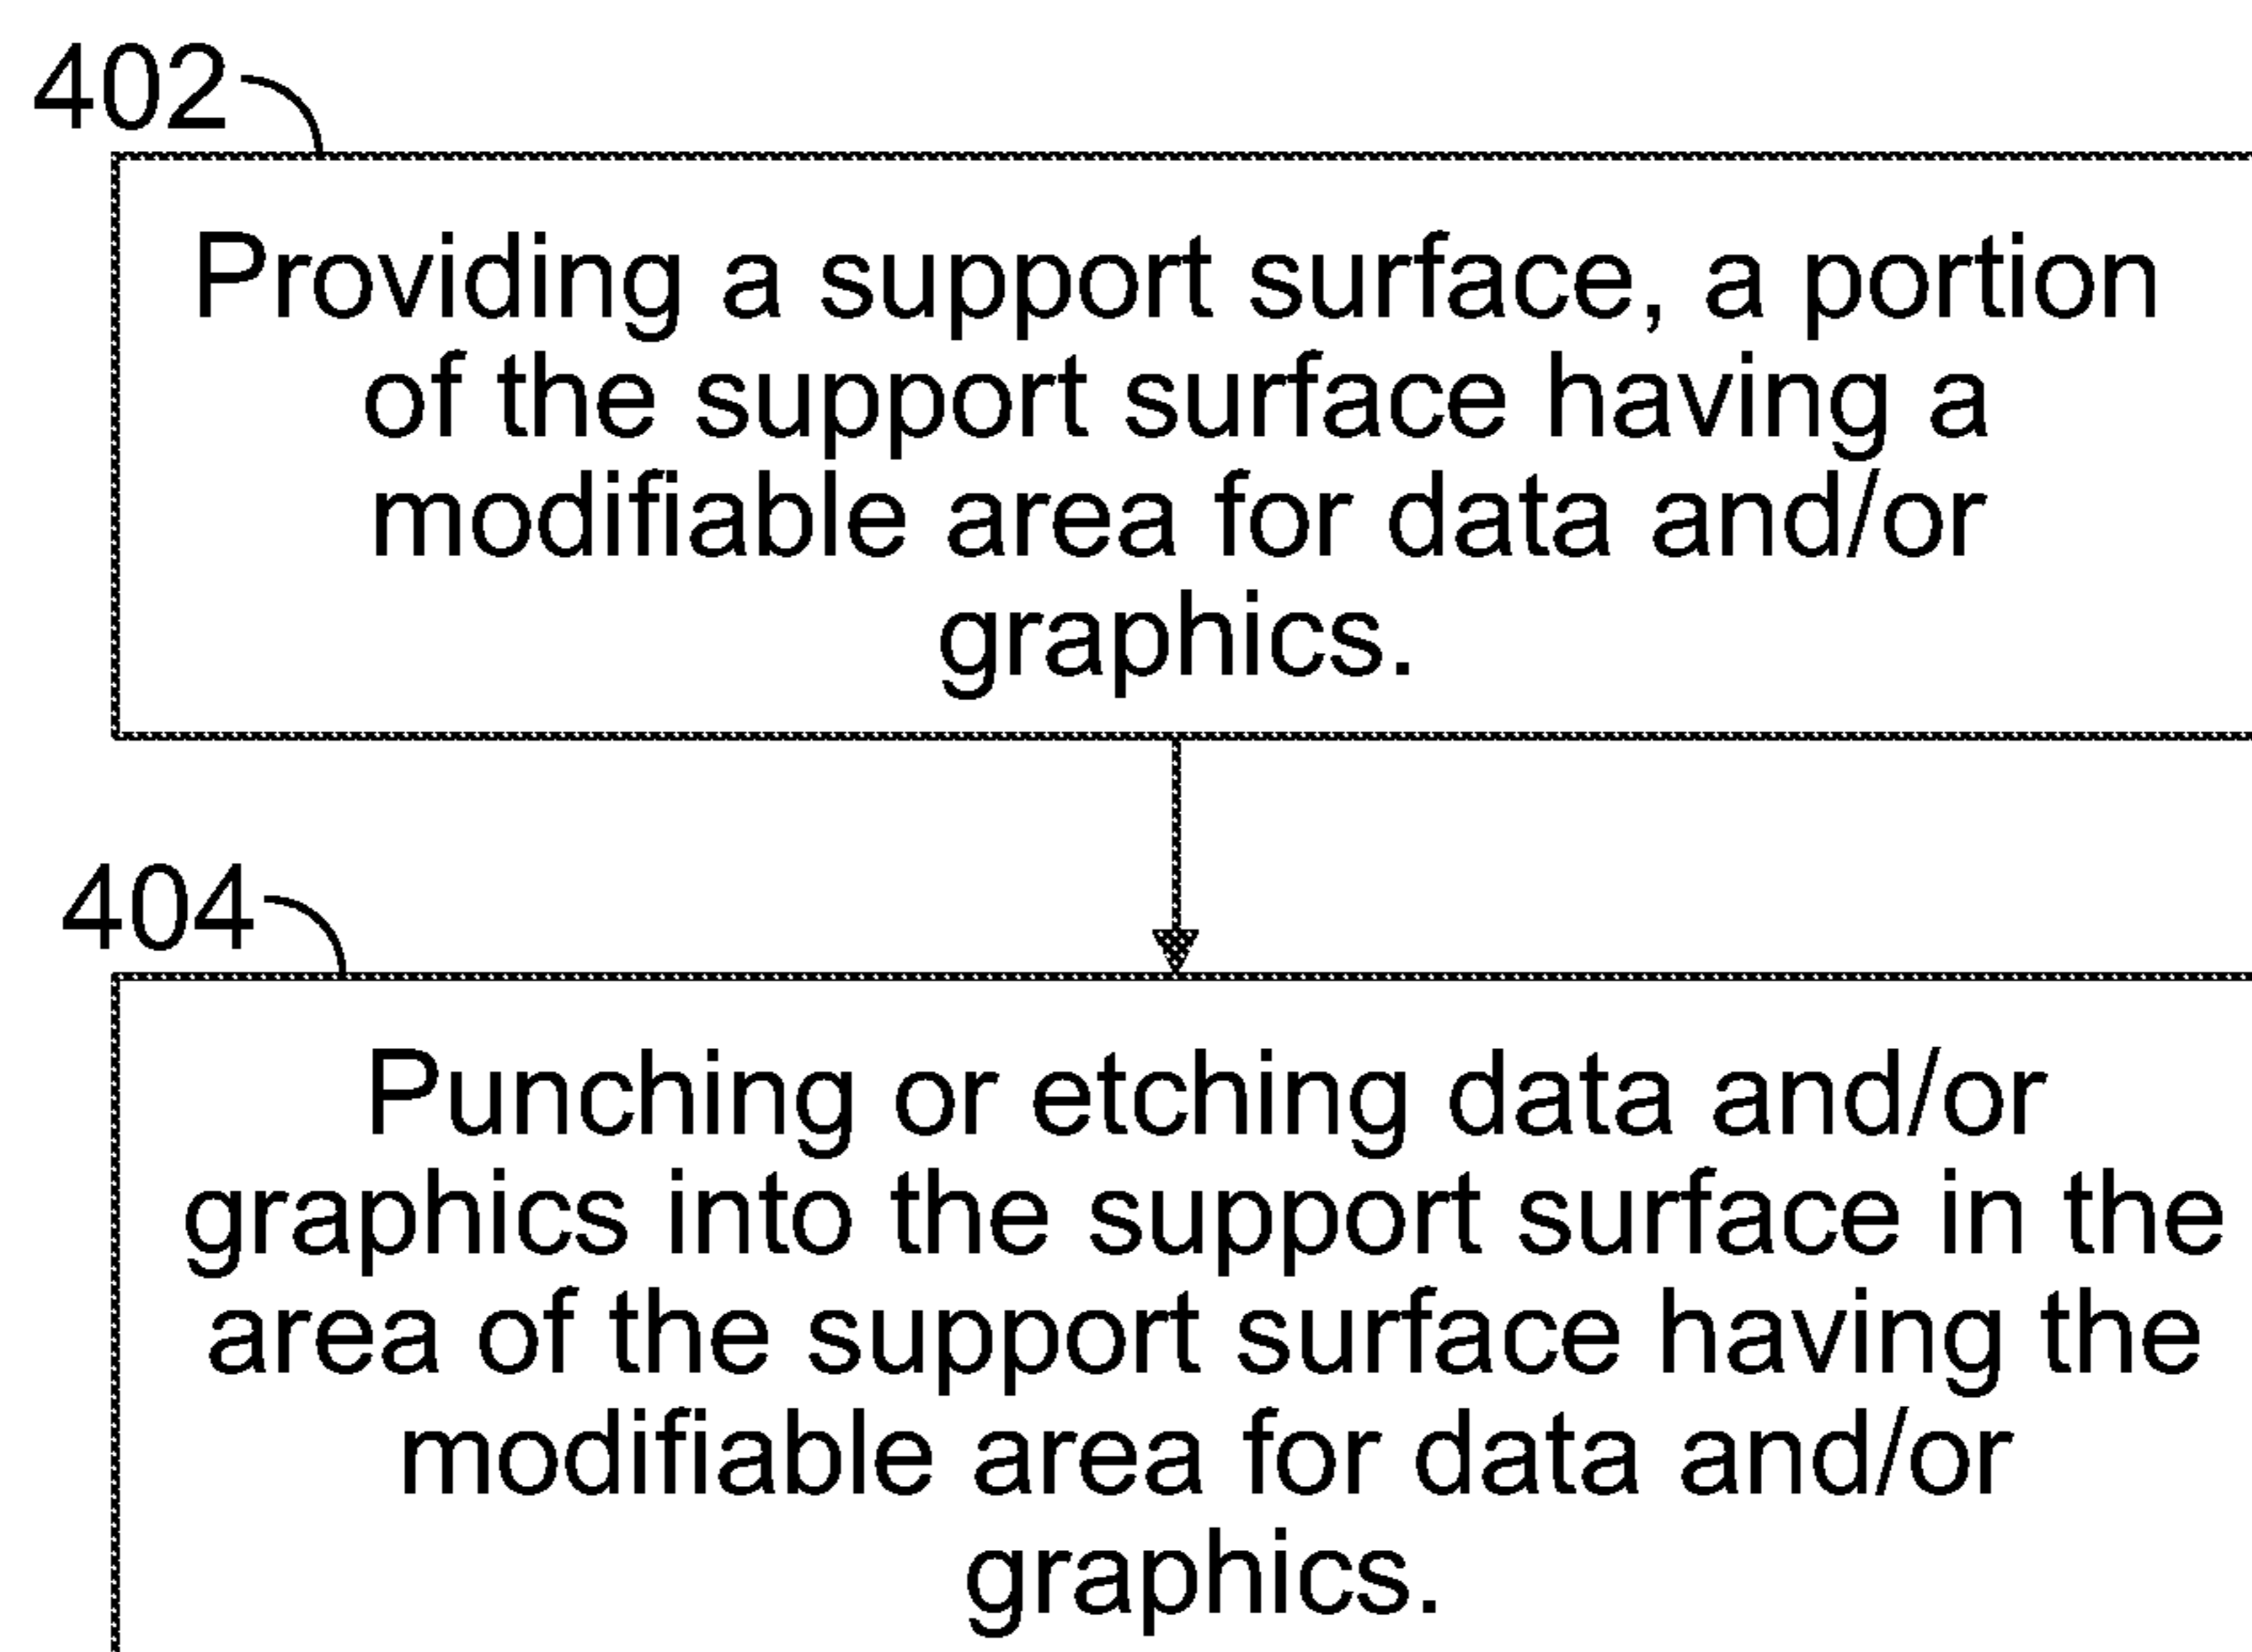 402
Providing a support surface, a portion
of the support surface having a
modifiable area for data and/or
graphics.
404
Punching or etching data and/or
graphics into the support surface in the
area of the support surface having the
modifiable area for data and/or
graphics.